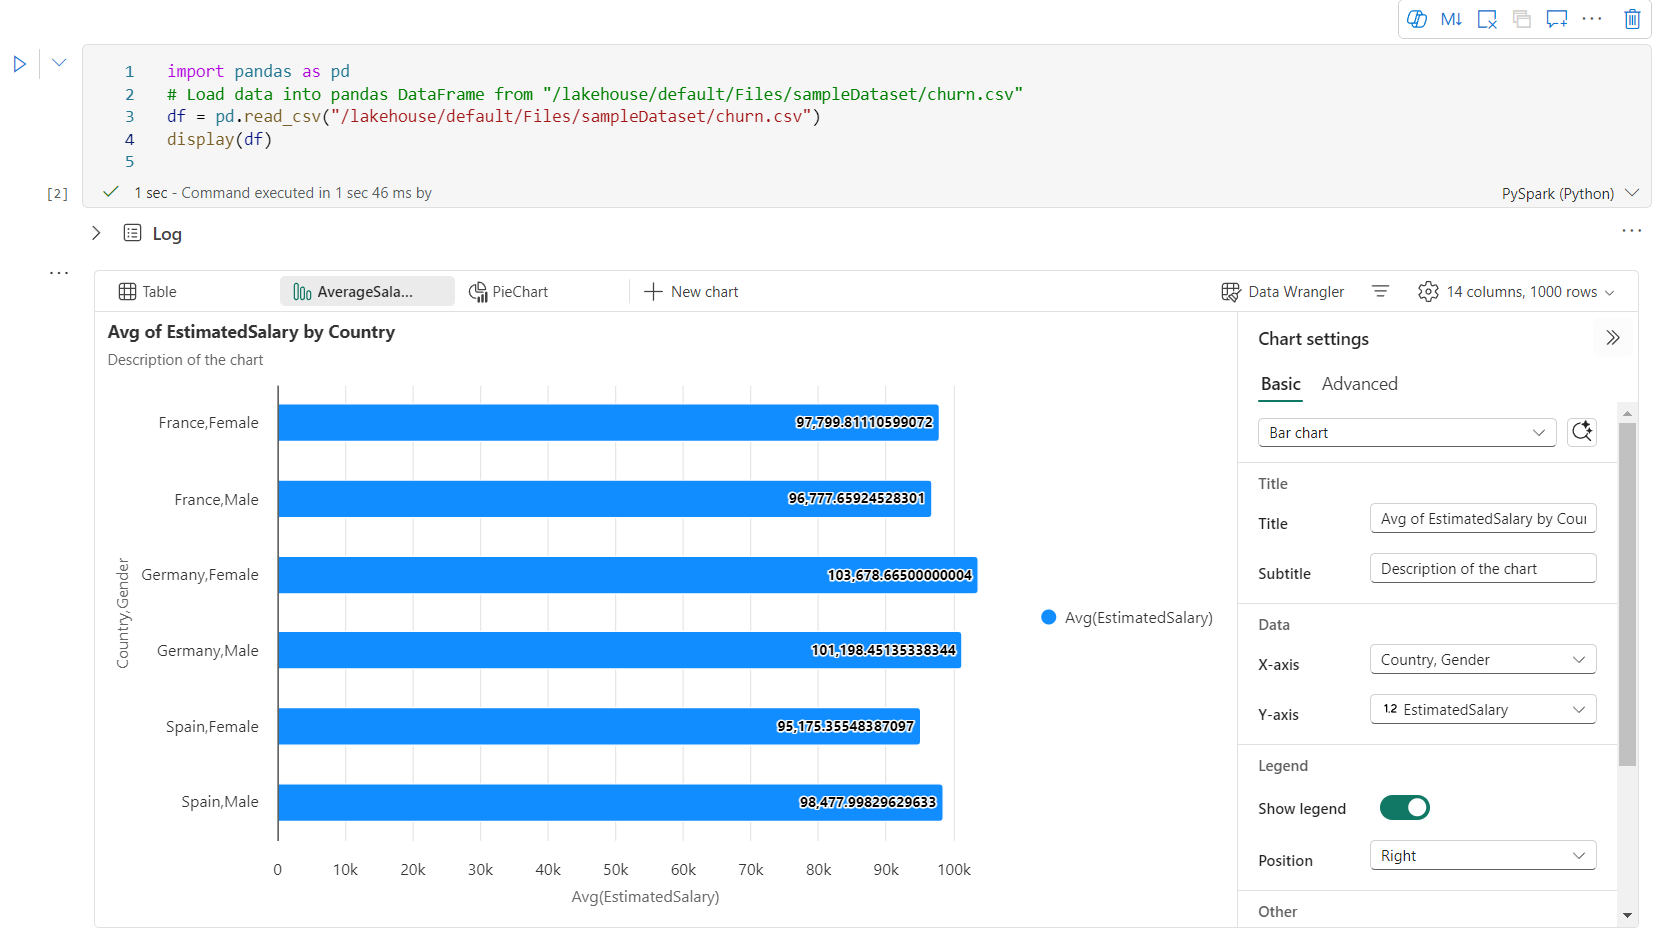 M↓
1 import pandas as pd
2 # Load data into pandas DataFrame from "/lakehouse/default/Files/sampleDataset/churn.csv"
3 df = pd.read_csv("/lakehouse/default/Files/sampleDataset/churn.csv")
4 display(df)
5
[2] 1 sec - Command executed in 1 sec 46 ms by PySpark (Python)
Log
Table AverageSala... PieChart New chart Data Wrangler 14 columns, 1000 rows
Avg of EstimatedSalary by Country
Description of the chart
Country,Gender
France,Female 97,799.81110599072
France,Male 96,777.65924528301
Germany,Female 103,678.66500000004
Germany,Male 101,198.45135338344
Spain,Female 95,175.35548387097
Spain,Male 98,477.99829629633
0 10k 20k 30k 40k 50k 60k 70k 80k 90k 100k
Avg(EstimatedSalary)
Avg(EstimatedSalary)
Chart settings
Basic Advanced
Bar chart
Title
Title Avg of EstimatedSalary by Cou
Subtitle Description of the chart
Data
X-axis Country, Gender
Y-axis 1.2 EstimatedSalary
Legend
Show legend
Position Right
Other